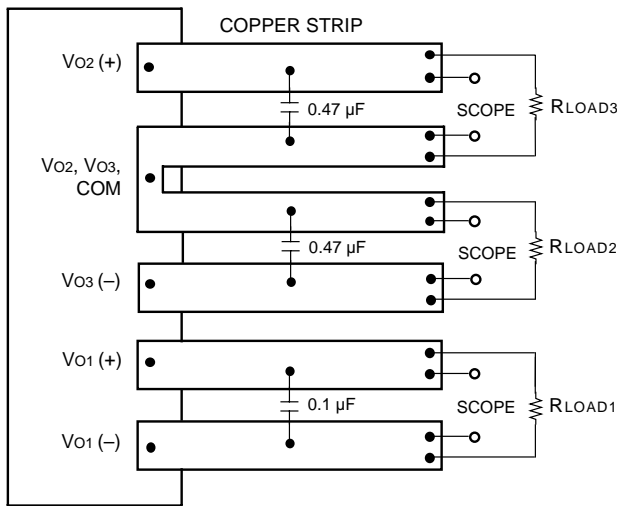 COPPER STRIP
VO2 (+)
0.47 µF
SCOPE
RLOAD3
VO2, VO3,
COM
0.47 µF
SCOPE
RLOAD2
VO3 (–)
VO1 (+)
0.1 µF
SCOPE
RLOAD1
VO1 (–)